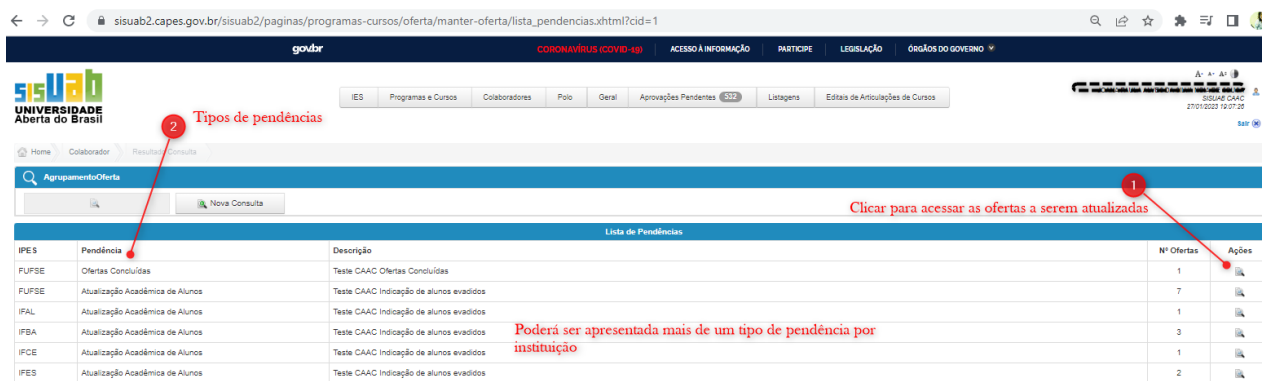 sisuab2.capes.gov.br/sisuab2/paginas/programas-cursos/oferta/manter-oferta/lista_pendencias.xhtml?cid=1
govbr CORONAVÍRUS (COVID-19) ACESSO À INFORMAÇÃO PARTICIPE LEGISLAÇÃO ÓRGÃOS DO GOVERNO
A- A+ A+
sisUab
UNIVERSIDADE
Aberta do Brasil
IES Programas e Cursos Colaboradores Polo Geral Aprovações Pendentes 532 Listagens Editais de Articulações de Cursos
SISUAB CAAC
27/01/2023 19:07:26
Sair
2 Tipos de pendências
Home Colaborador Resultado Consulta
AgrupamentoOferta
Nova Consulta
1
Clicar para acessar as ofertas a serem atualizadas
Lista de Pendências
IPES Pendência Descrição Nº Ofertas Ações
FUFSE Ofertas Concluídas Teste CAAC Ofertas Concluídas 1
FUFSE Atualização Acadêmica de Alunos Teste CAAC Indicação de alunos evadidos 7
IFAL Atualização Acadêmica de Alunos Teste CAAC Indicação de alunos evadidos 1
IFBA Atualização Acadêmica de Alunos Teste CAAC Indicação de alunos evadidos 3
IFCE Atualização Acadêmica de Alunos Teste CAAC Indicação de alunos evadidos 1
IFES Atualização Acadêmica de Alunos Teste CAAC Indicação de alunos evadidos 2
Poderá ser apresentada mais de um tipo de pendência por
instituição